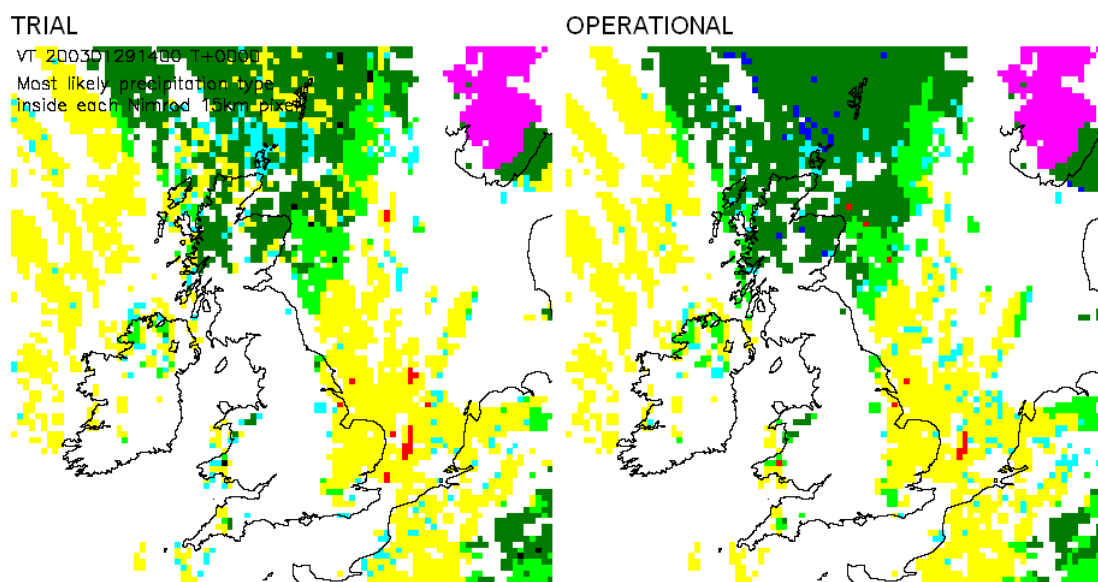 TRIAL
OPERATIONAL
VT 200301291400 T+0000
Most likely precipitation type
inside each Nimrod 15km pixel